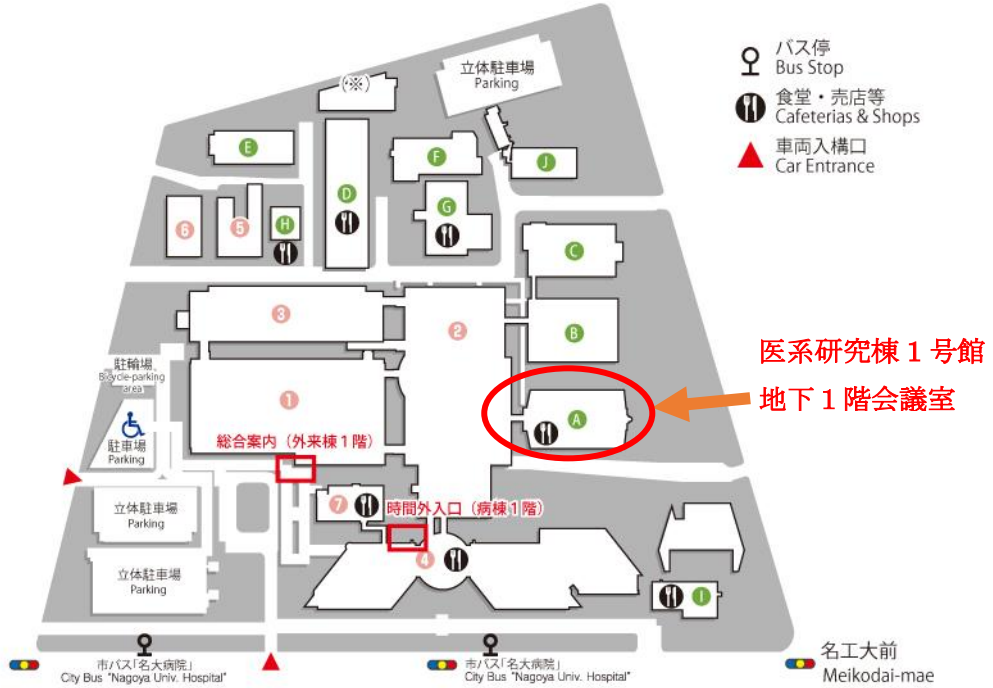 バス停
Bus Stop
食堂・売店等
Cafeterias & Shops
車両入構口
Car Entrance
立体駐車場
Parking
(※)
E
F
J
D
G
6
5
H
C
3
2
B
医系研究棟１号館
地下１階会議室
駐輪場
Bicycle-parking
area
1
A
駐車場
Parking
総合案内（外来棟１階）
立体駐車場
Parking
7
時間外入口（病棟１階）
4
立体駐車場
Parking
I
市バス「名大病院」
City Bus "Nagoya Univ. Hospital"
市バス「名大病院」
City Bus "Nagoya Univ. Hospital"
名工大前
Meikodai-mae